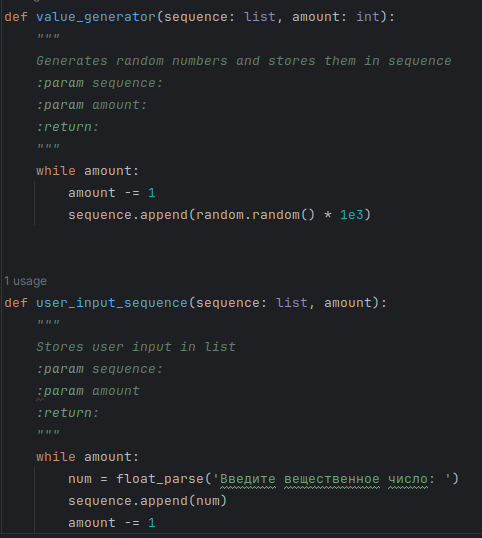 def value_generator(sequence: list, amount: int):
    """
    Generates random numbers and stores them in sequence
    :param sequence:
    :param amount:
    :return:
    """
    while amount:
        amount -= 1
        sequence.append(random.random() * 1e3)
1 usage
def user_input_sequence(sequence: list, amount):
    """
    Stores user input in list
    :param sequence:
    :param amount
    :return:
    """
    while amount:
        num = float_parse('Введите вещественное число: ')
        sequence.append(num)
        amount -= 1